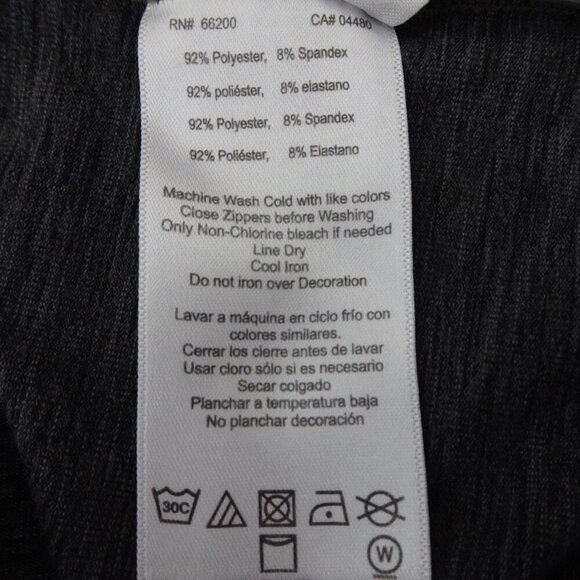 RN# 66200 CA# 04480
92% Polyester, 8% Spandex
92% poliéster, 8% elastano
92% Polyester, 8% Spandex
92% Poliéster, 8% Elastano
Machine Wash Cold with like colors
Close Zippers before Washing
Only Non-Chlorine bleach if needed
Line Dry
Cool Iron
Do not iron over Decoration
Lavar a máquina en ciclo frío con
colores similares.
Cerrar los cierre antes de lavar
Usar cloro sólo si es necesario
Secar colgado
Planchar a temperatura baja
No planchar decoración
30C
W